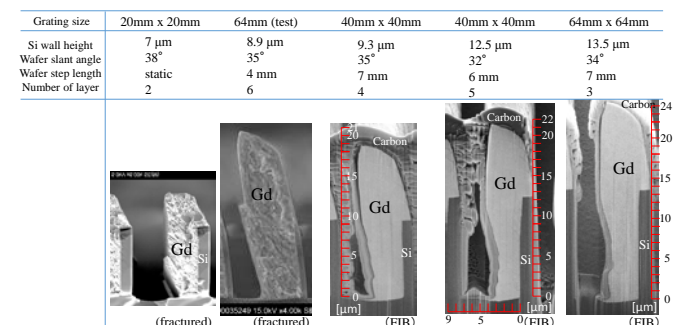 Grating size 20mm x 20mm 64mm (test) 40mm x 40mm 40mm x 40mm 64mm x 64mm
Si wall height 7 μm 8.9 μm 9.3 μm 12.5 μm 13.5 μm
Wafer slant angle 38° 35° 35° 32° 34°
Wafer step length static 4 mm 7 mm 6 mm 7 mm
Number of layer 2 6 4 5 3
Gd
Si
(fractured)
Gd
0035249 15.0kV x4.00k
(fractured)
Carbon
20
15
10
5
0
Gd
Si
[μm]
(FIB)
Carbon
22
20
15
10
5
0
Gd
Si
[μm]
9 5 0
(FIB)
Carbon
24
20
15
10
5
0
Gd
Si
[μm]
(FIB)